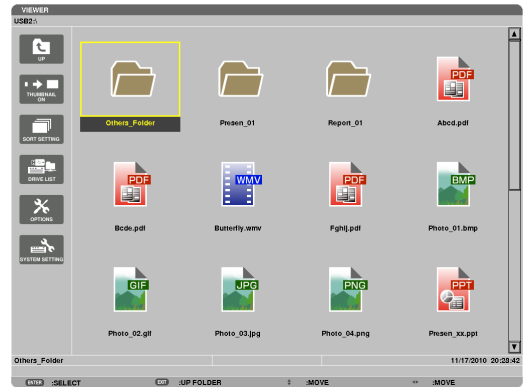 VIEWER
USB2:\
UP
THUMBNAIL
ON
SORT SETTING
DRIVE LIST
OPTIONS
SYSTEM SETTING
Others_Folder
Presen_01
Report_01
PDF
Abcd.pdf
PDF
Bcde.pdf
WMV
Butterfly.wmv
PDF
Fghij.pdf
BMP
Photo_01.bmp
GIF
Photo_02.gif
JPG
Photo_03.jpg
PNG
Photo_04.png
PPT
Presen_xx.ppt
Others_Folder 11/17/2010 20:28:42
ENTER :SELECT EXIT :UP FOLDER :MOVE :MOVE